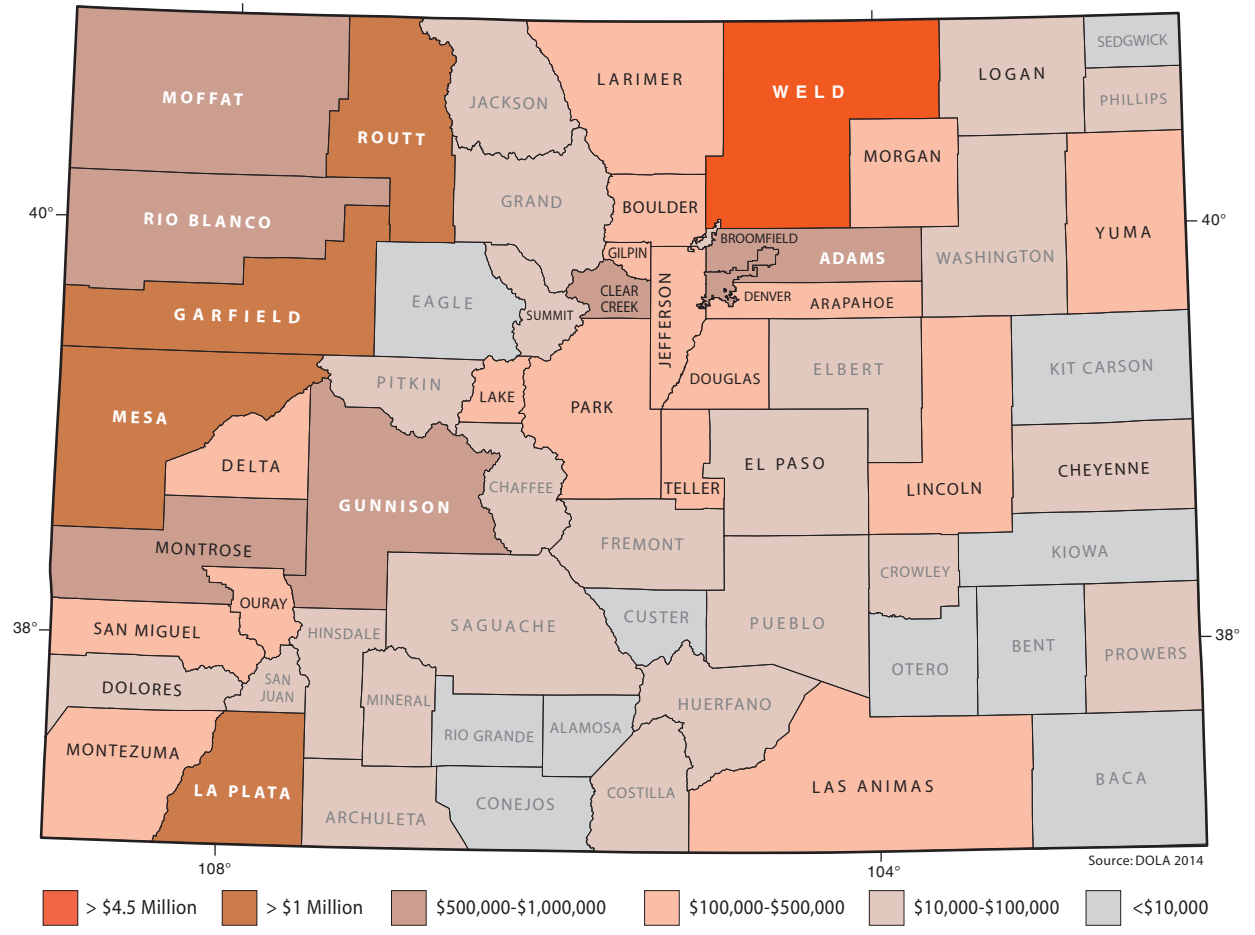 SEDGWICK
LOGAN
LARIMER
WELD
MOFFAT
JACKSON
PHILLIPS
ROUTT
MORGAN
GRAND
BOULDER
40°
RIO BLANCO
40°
YUMA
BROOMFIELD
GILPIN
ADAMS
WASHINGTON
CLEAR
CREEK
DENVER
EAGLE
ARAPAHOE
GARFIELD
SUMMIT
JEFFERSON
KIT CARSON
ELBERT
DOUGLAS
PITKIN
LAKE
PARK
MESA
DELTA
EL PASO
CHEYENNE
CHAFFEE
TELLER
LINCOLN
GUNNISON
FREMONT
MONTROSE
KIOWA
CROWLEY
OURAY
CUSTER
38°
SAN MIGUEL
HINSDALE
SAGUACHE
PUEBLO
38°
BENT
PROWERS
OTERO
SAN
JUAN
DOLORES
MINERAL
HUERFANO
ALAMOSA
RIO GRANDE
MONTEZUMA
BACA
LAS ANIMAS
LA PLATA
COSTILLA
CONEJOS
ARCHULETA
Source: DOLA 2014
108°
104°
> $4.5 Million
> $1 Million
$500,000-$1,000,000
$100,000-$500,000
$10,000-$100,000
<$10,000